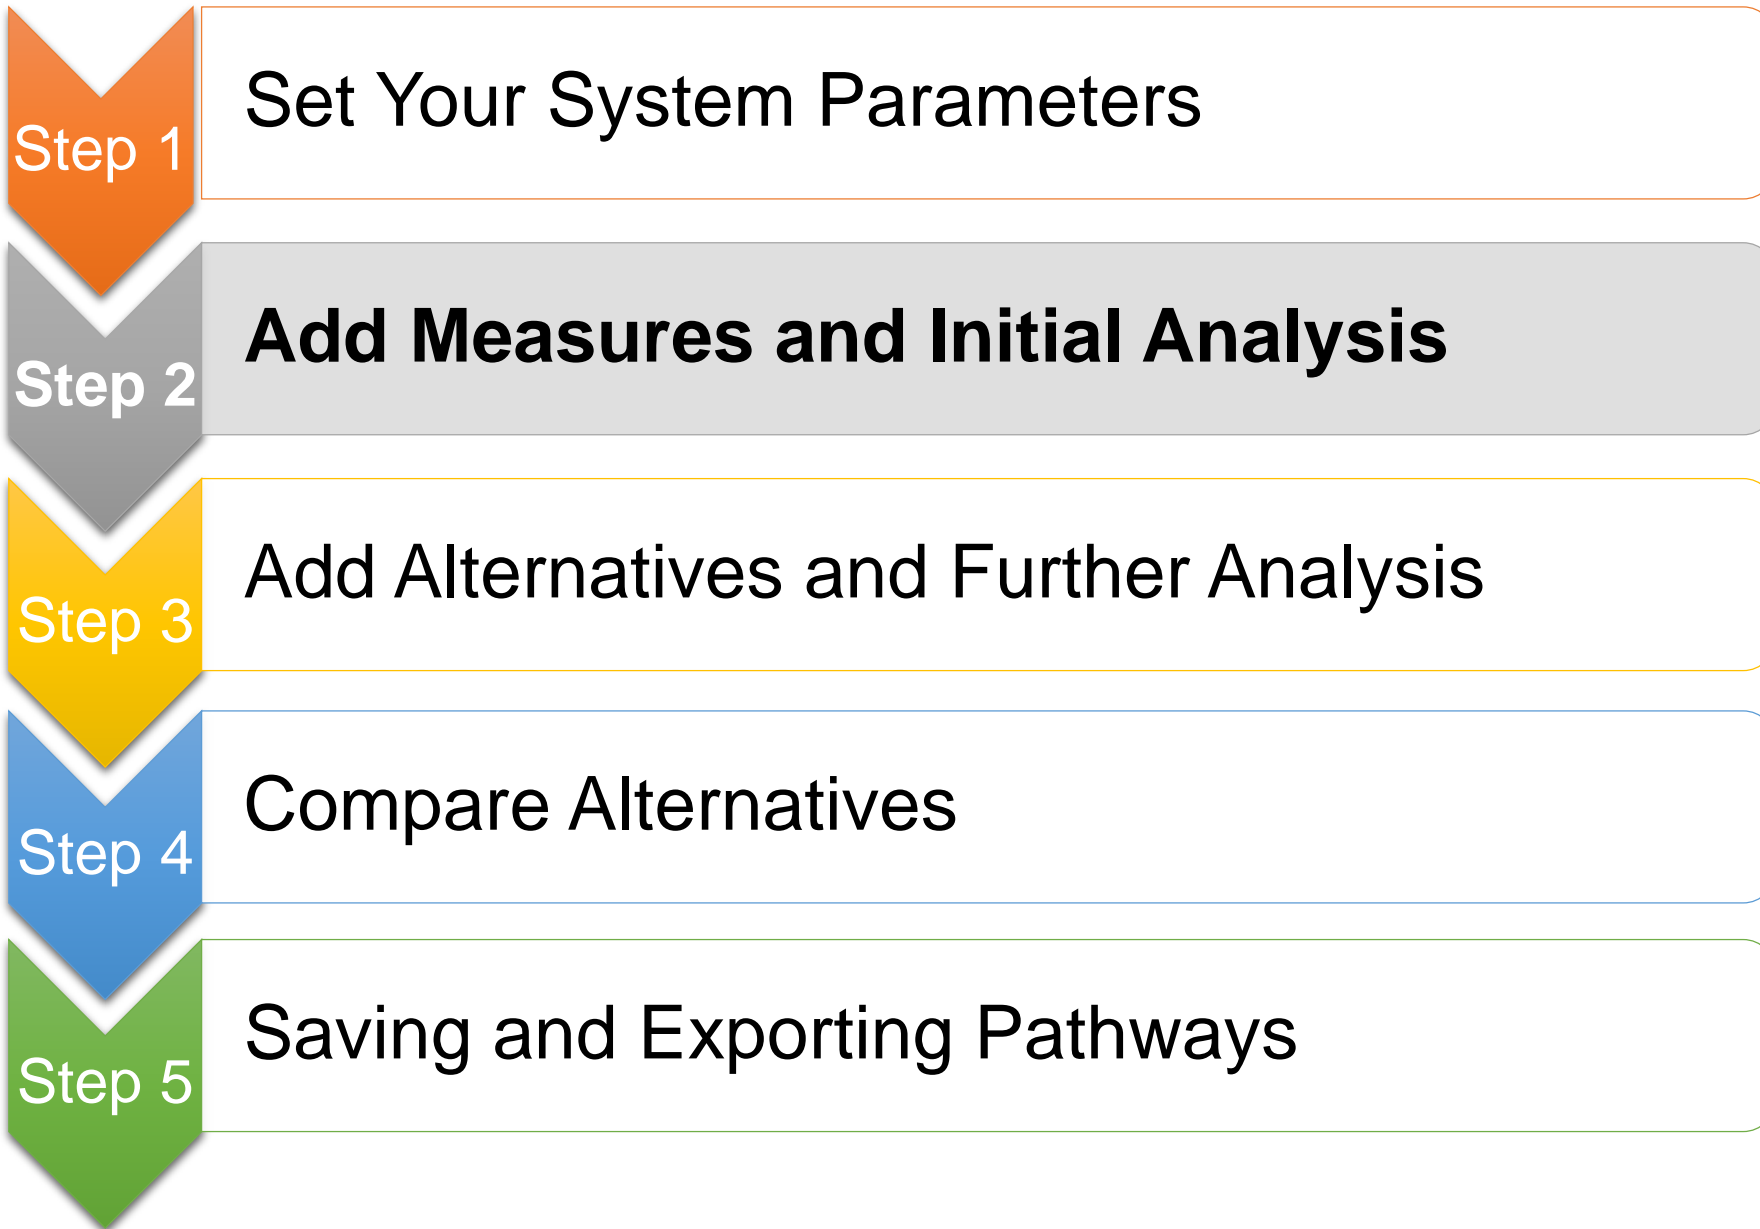 Step 1
Set Your System Parameters
Step 2
Add Measures and Initial Analysis
Step 3
Add Alternatives and Further Analysis
Step 4
Compare Alternatives
Step 5
Saving and Exporting Pathways